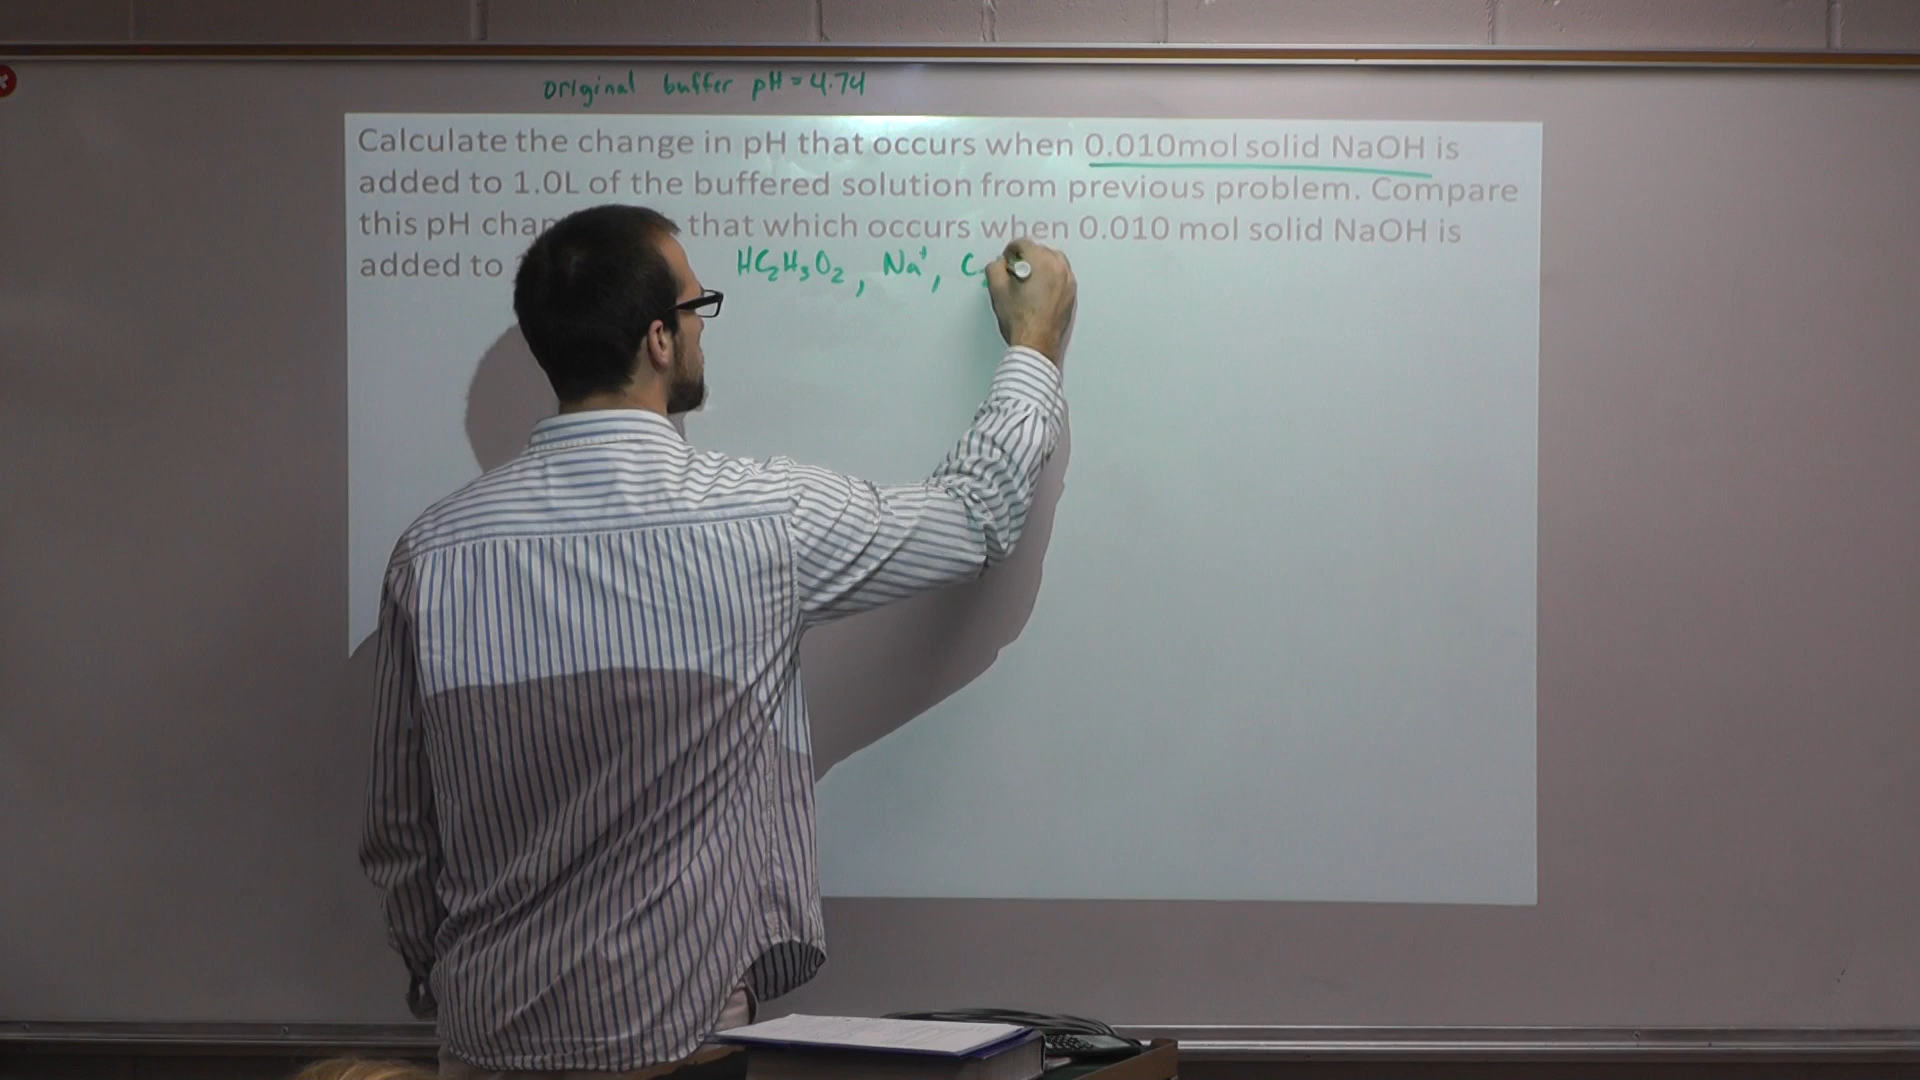 original buffer pH = 4.74
Calculate the change in pH that occurs when 0.010mol solid NaOH is
added to 1.0L of the buffered solution from previous problem. Compare
this pH that which occurs when 0.010 mol solid NaOH is
added to
HC₂H₃O₂, Na⁺, C